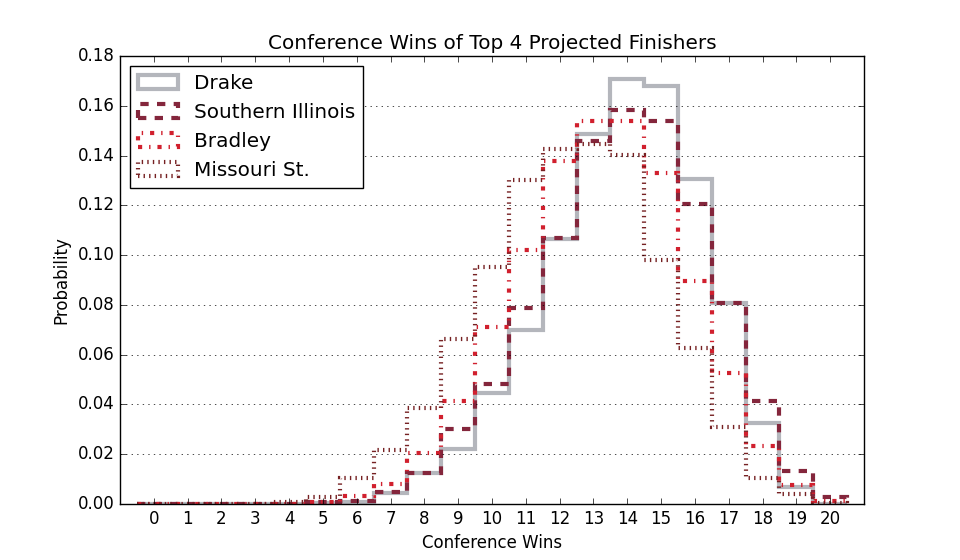 Conference Wins of Top 4 Projected Finishers
0.18
0.16
0.14
0.12
0.10
0.08
0.06
0.04
0.02
0.00
Probability
Drake
Southern Illinois
Bradley
Missouri St.
0 1 2 3 4 5 6 7 8 9 10 11 12 13 14 15 16 17 18 19 20
Conference Wins